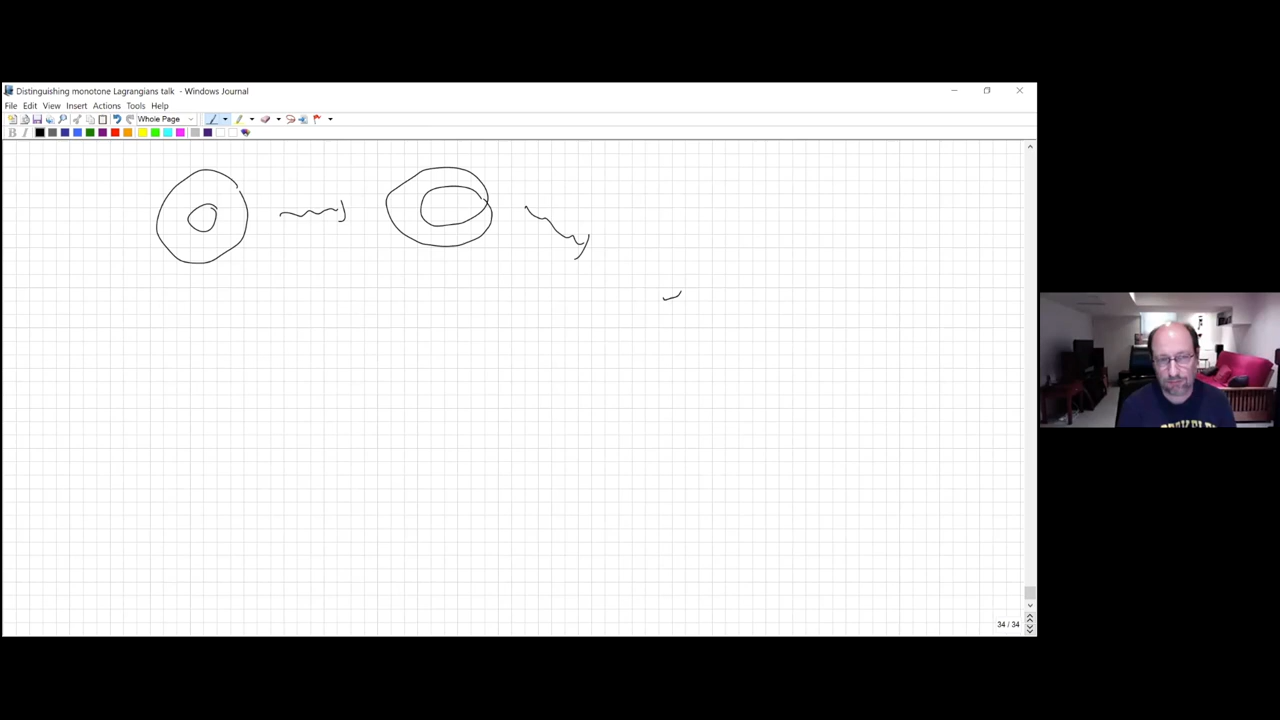 Distinguishing monotone Lagrangians talk - Windows Journal
File Edit View Insert Actions Tools Help
Whole Page
B I
34 / 34